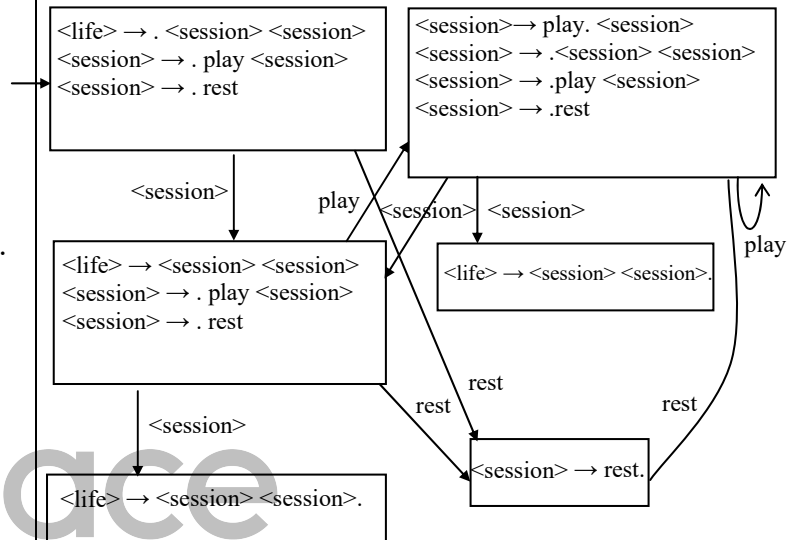 <life> → . <session> <session>
<session> → . play <session>
<session> → . rest
<session>→ play. <session>
<session> → .<session> <session>
<session> → .play <session>
<session> → .rest
<session>
play
<session>
<session>
play
.
<life> → <session> <session>
<session> → . play <session>
<session> → . rest
<life> → <session> <session>.
rest
rest
rest
<session>
<session> → rest.
ace
<life> → <session> <session>.